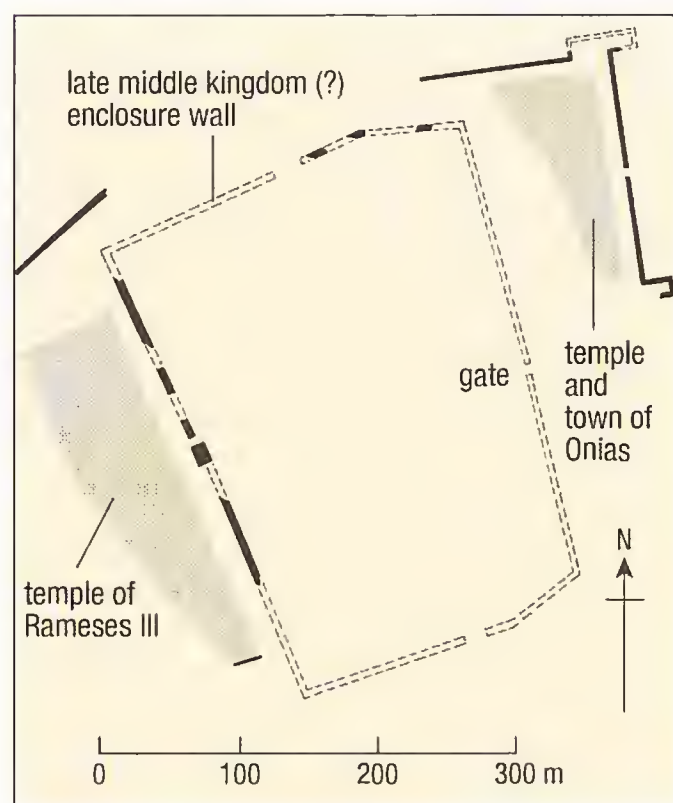 late middle kingdom (?)
enclosure wall
gate
temple
and
town of
Onias
N
temple of
Rameses III
0 100 200 300 m